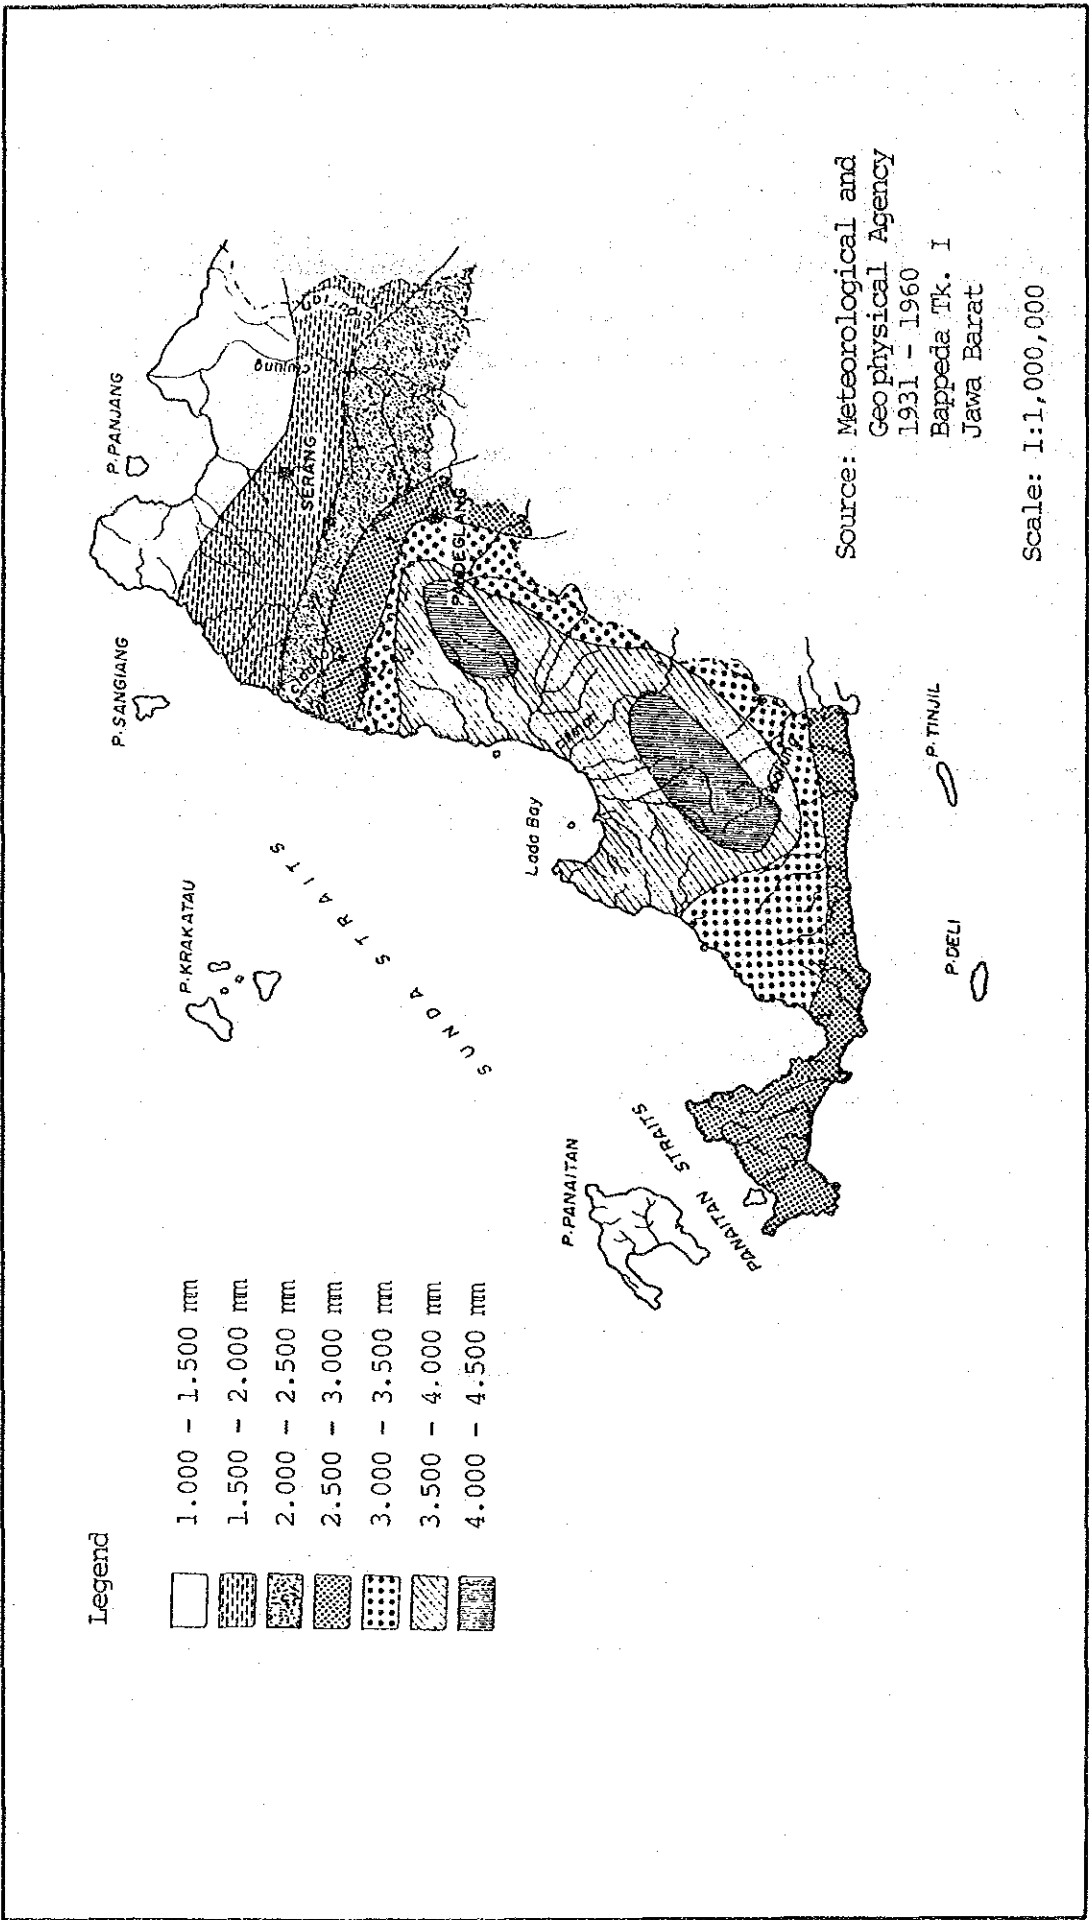 Legend
1.000 - 1.500 mm
1.500 - 2.000 mm
2.000 - 2.500 mm
2.500 - 3.000 mm
3.000 - 3.500 mm
3.500 - 4.000 mm
4.000 - 4.500 mm
P. KRAKATAU
P. SANGIANG
P. PANJANG
SUNDA STRAITS
SERANG
Ciujung
PANDEGLANG
Lada Bay
P. PANAITAN
PANAITAN STRAITS
P. DELI
P. TINJIL
Source: Meteorological and
Geophysical Agency
1931 - 1960
Bappeda Tk. I
Jawa Barat
Scale: 1:1,000,000